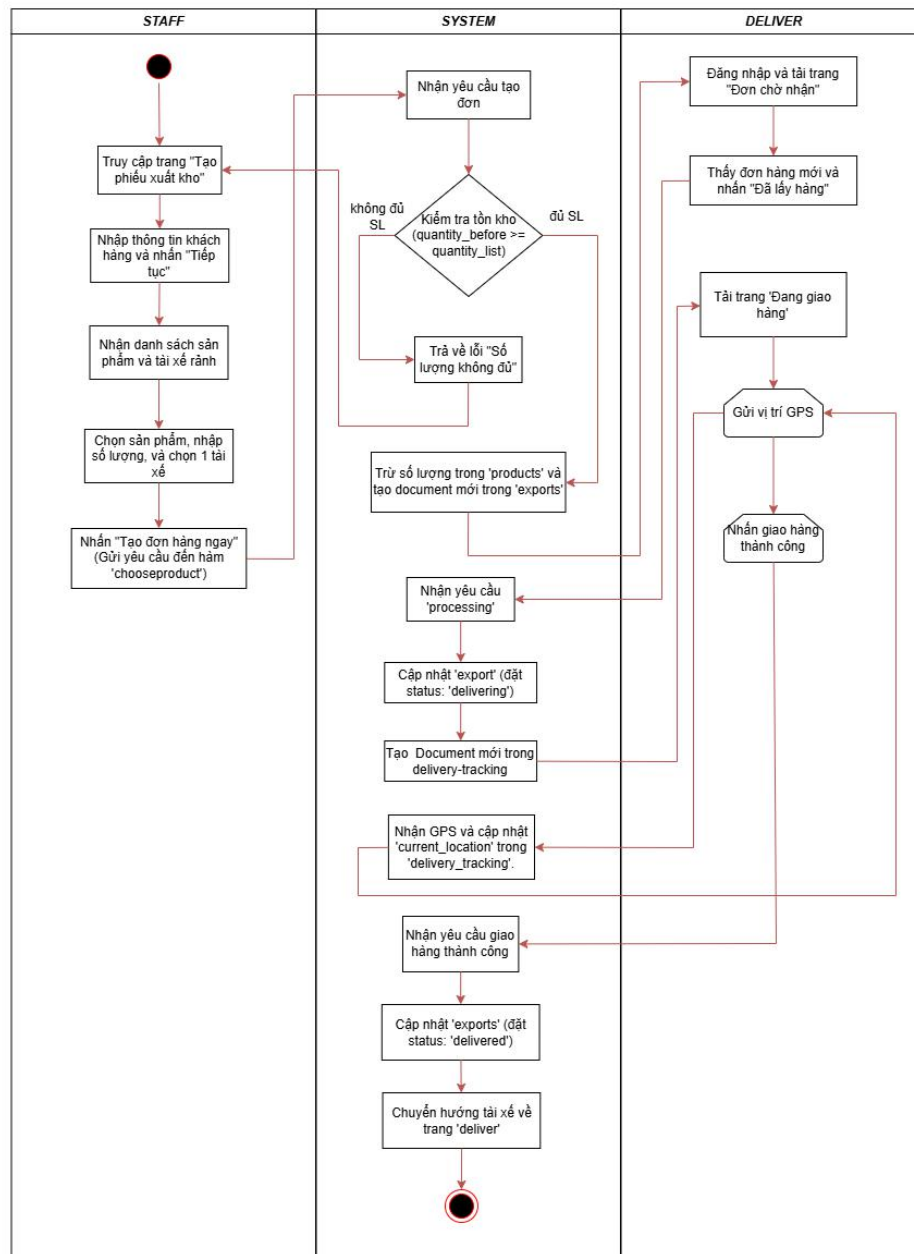 STAFF
SYSTEM
DELIVER
Truy cập trang "Tạo
phiếu xuất kho"
Nhập thông tin khách
hàng và nhấn "Tiếp
tục"
Nhận danh sách sản
phẩm và tài xế rảnh
Chọn sản phẩm, nhập
số lượng, và chọn 1 tài
xế
Nhấn "Tạo đơn hàng ngay"
(Gửi yêu cầu đến hàm
'chooseproduct')
Nhận yêu cầu tạo
đơn
không đủ
SL
Kiểm tra tồn kho
(quantity_before >=
quantity_list)
đủ SL
Trả về lỗi "Số
lượng không đủ"
Trừ số lượng trong 'products' và
tạo document mới trong 'exports'
Nhận yêu cầu
'processing'
Cập nhật 'export' (đặt
status: 'delivering')
Tạo Document mới trong
delivery-tracking
Nhận GPS và cập nhật
'current_location' trong
'delivery_tracking'.
Nhận yêu cầu giao
hàng thành công
Cập nhật 'exports' (đặt
status: 'delivered')
Chuyển hướng tài xế về
trang 'deliver'
Đăng nhập và tải trang
"Đơn chờ nhận"
Thấy đơn hàng mới và
nhấn "Đã lấy hàng"
Tải trang 'Đang giao
hàng'
Gửi vị trí GPS
Nhấn giao hàng
thành công